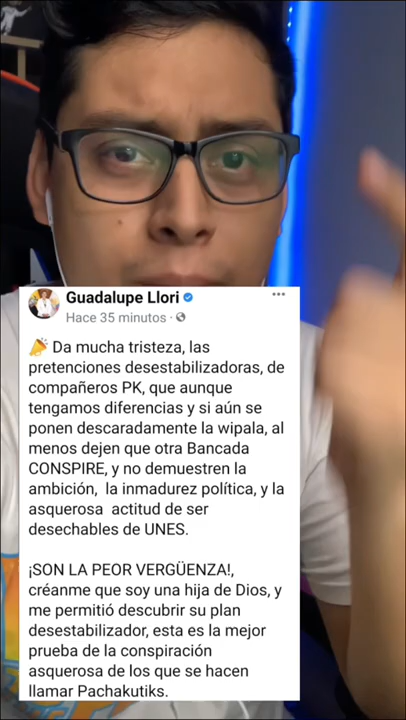 Guadalupe Llori
Hace 35 minutos ·
Da mucha tristeza, las
pretenciones desestabilizadoras, de
compañeros PK, que aunque
tengamos diferencias y si aún se
ponen descaradamente la wipala, al
menos dejen que otra Bancada
CONSPIRE, y no demuestren la
ambición, la inmadurez política, y la
asquerosa actitud de ser
desechables de UNES.
¡SON LA PEOR VERGÜENZA!,
créanme que soy una hija de Dios, y
me permitió descubrir su plan
desestabilizador, esta es la mejor
prueba de la conspiración
asquerosa de los que se hacen
llamar Pachakutiks.